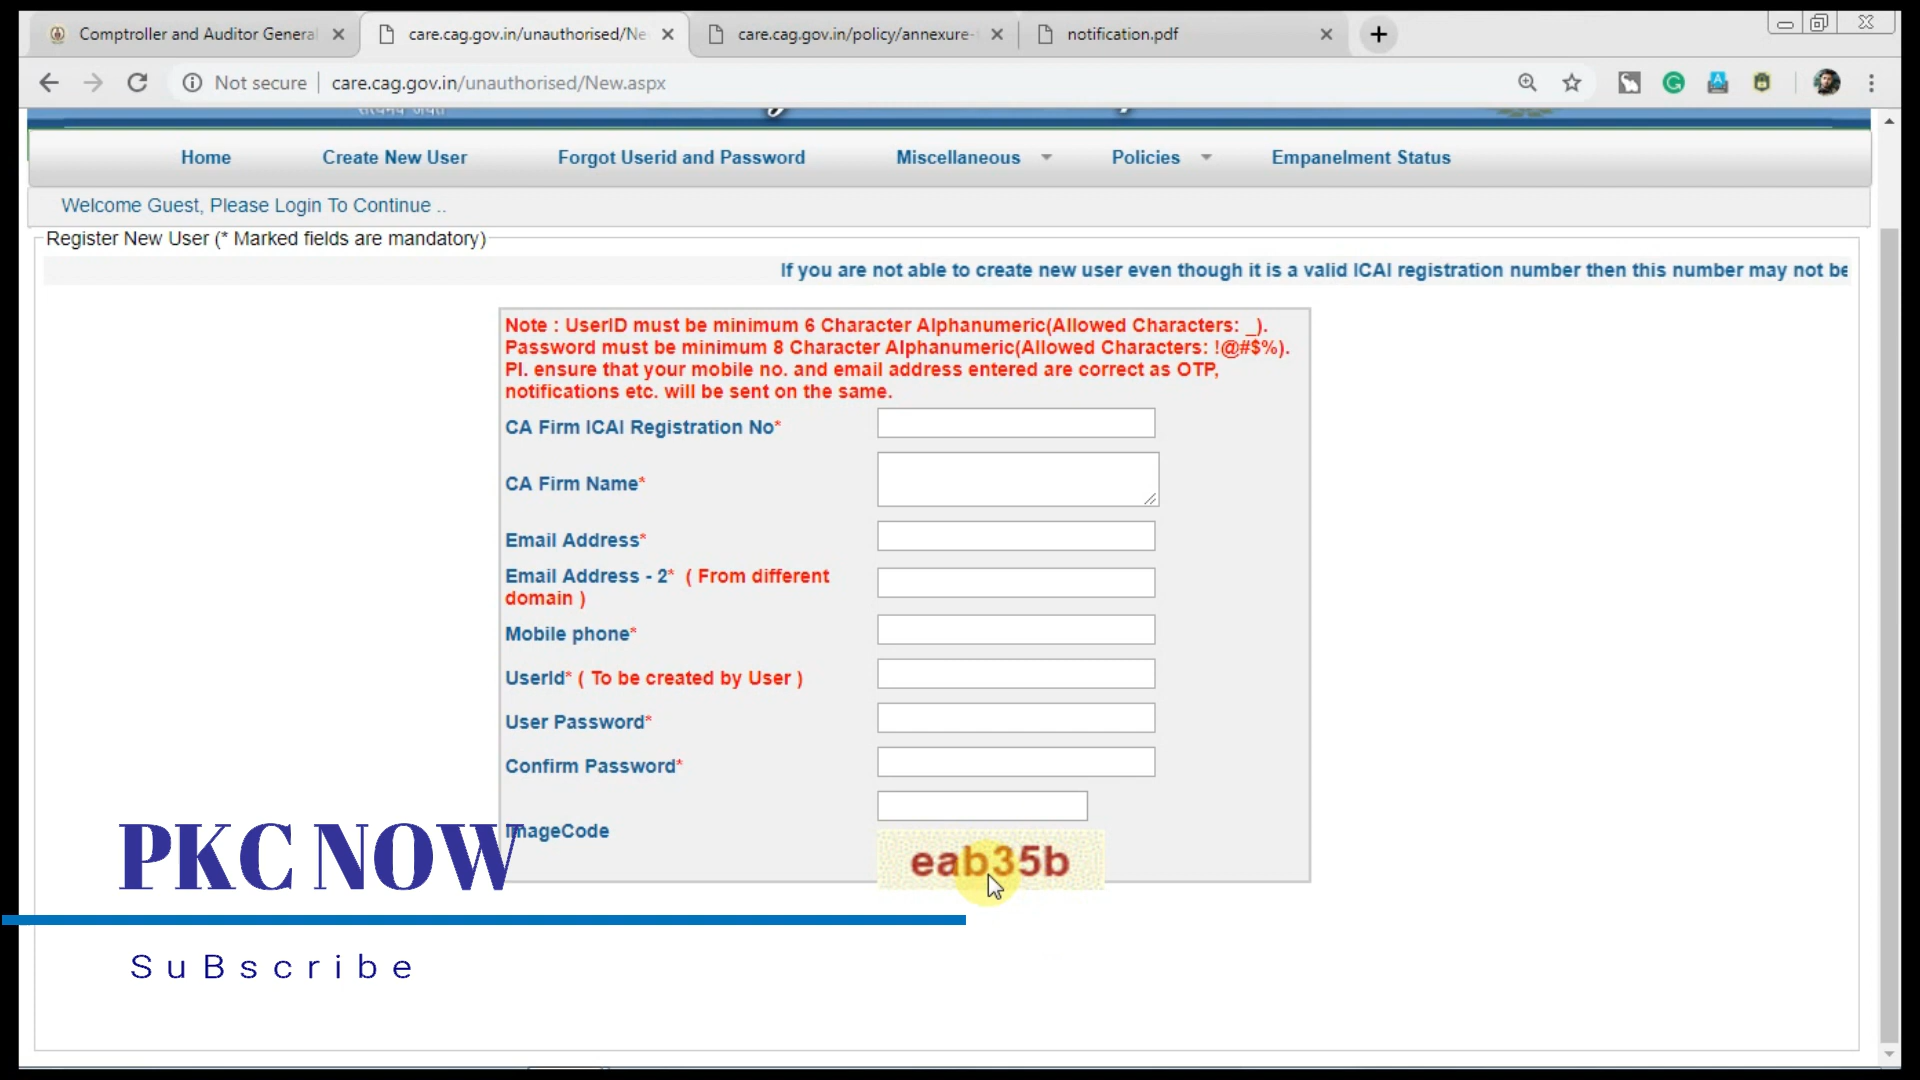 Comptroller and Auditor General
care.cag.gov.in/unauthorised/Ne
care.cag.gov.in/policy/annexure-
notification.pdf
Not secure
care.cag.gov.in/unauthorised/New.aspx
सत्यमेव जयते
Home
Create New User
Forgot Userid and Password
Miscellaneous
Policies
Empanelment Status
Welcome Guest, Please Login To Continue ..
Register New User (* Marked fields are mandatory)
If you are not able to create new user even though it is a valid ICAI registration number then this number may not be
Note : UserID must be minimum 6 Character Alphanumeric(Allowed Characters: _).
Password must be minimum 8 Character Alphanumeric(Allowed Characters: !@#$%).
Pl. ensure that your mobile no. and email address entered are correct as OTP,
notifications etc. will be sent on the same.
CA Firm ICAI Registration No*
CA Firm Name*
Email Address*
Email Address - 2* ( From different
domain )
Mobile phone*
UserId* ( To be created by User )
User Password*
Confirm Password*
ImageCode
eab35b
PKC NOW
SuBscribe